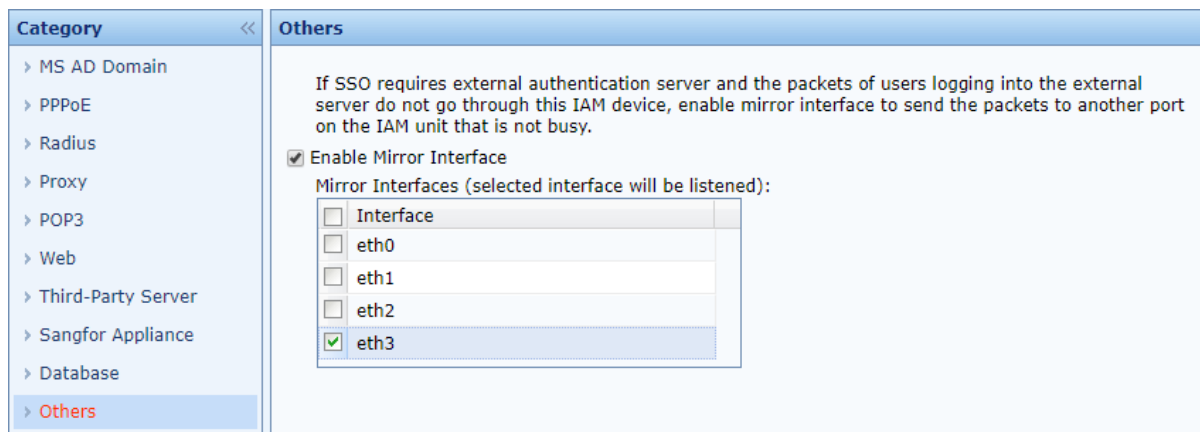 Category
MS AD Domain
PPPoE
Radius
Proxy
POP3
Web
Third-Party Server
Sangfor Appliance
Database
Others
Others
If SSO requires external authentication server and the packets of users logging into the external
server do not go through this IAM device, enable mirror interface to send the packets to another port
on the IAM unit that is not busy.
Enable Mirror Interface
Mirror Interfaces (selected interface will be listened):
Interface
eth0
eth1
eth2
eth3